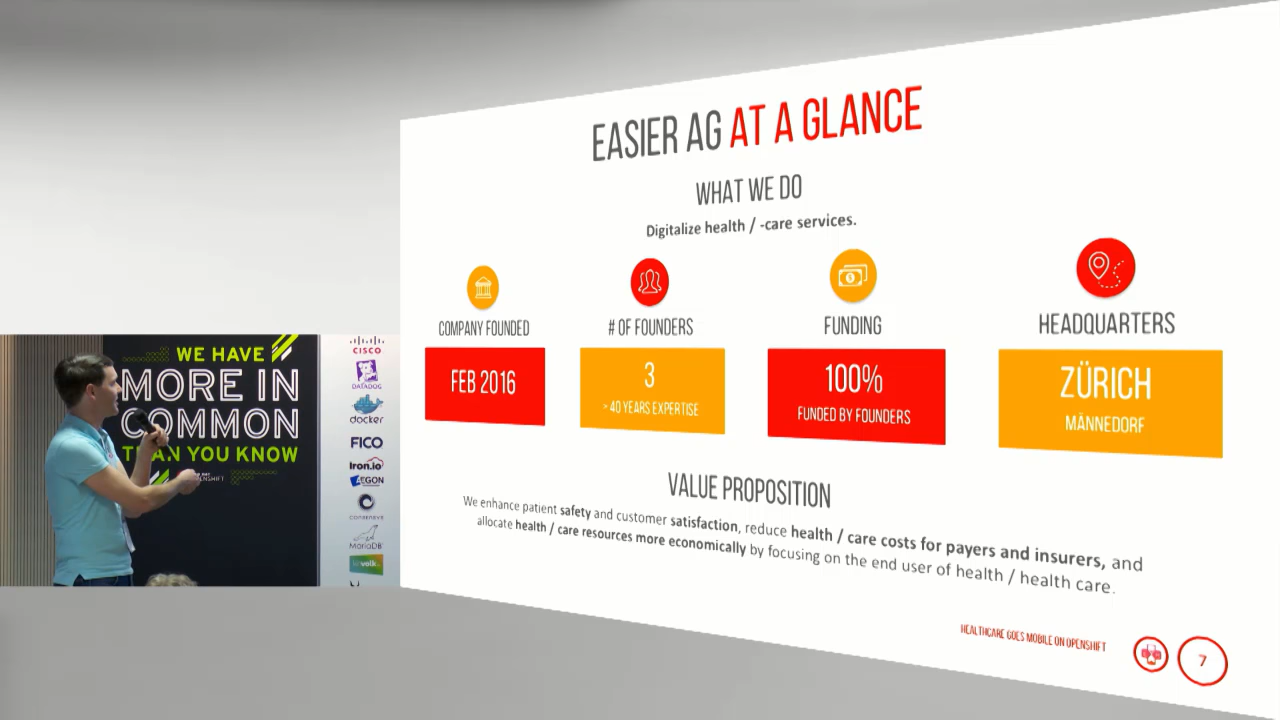 EASIER AG AT A GLANCE
WHAT WE DO
Digitalize health / -care services.
COMPANY FOUNDED
FEB 2016
# OF FOUNDERS
3
> 40 YEARS EXPERTISE
FUNDING
100%
FUNDED BY FOUNDERS
HEADQUARTERS
ZÜRICH
MÄNNEDORF
VALUE PROPOSITION
We enhance patient safety and customer satisfaction, reduce health / care costs for payers and insurers, and
allocate health / care resources more economically by focusing on the end user of health / health care.
HEALTHCARE GOES MOBILE ON OPENSHIFT
7
WE HAVE
MORE IN
COMMON
THAN YOU KNOW
CISCO
DATADOG
docker
FICO
Iron.io
AEGON
MariaDB